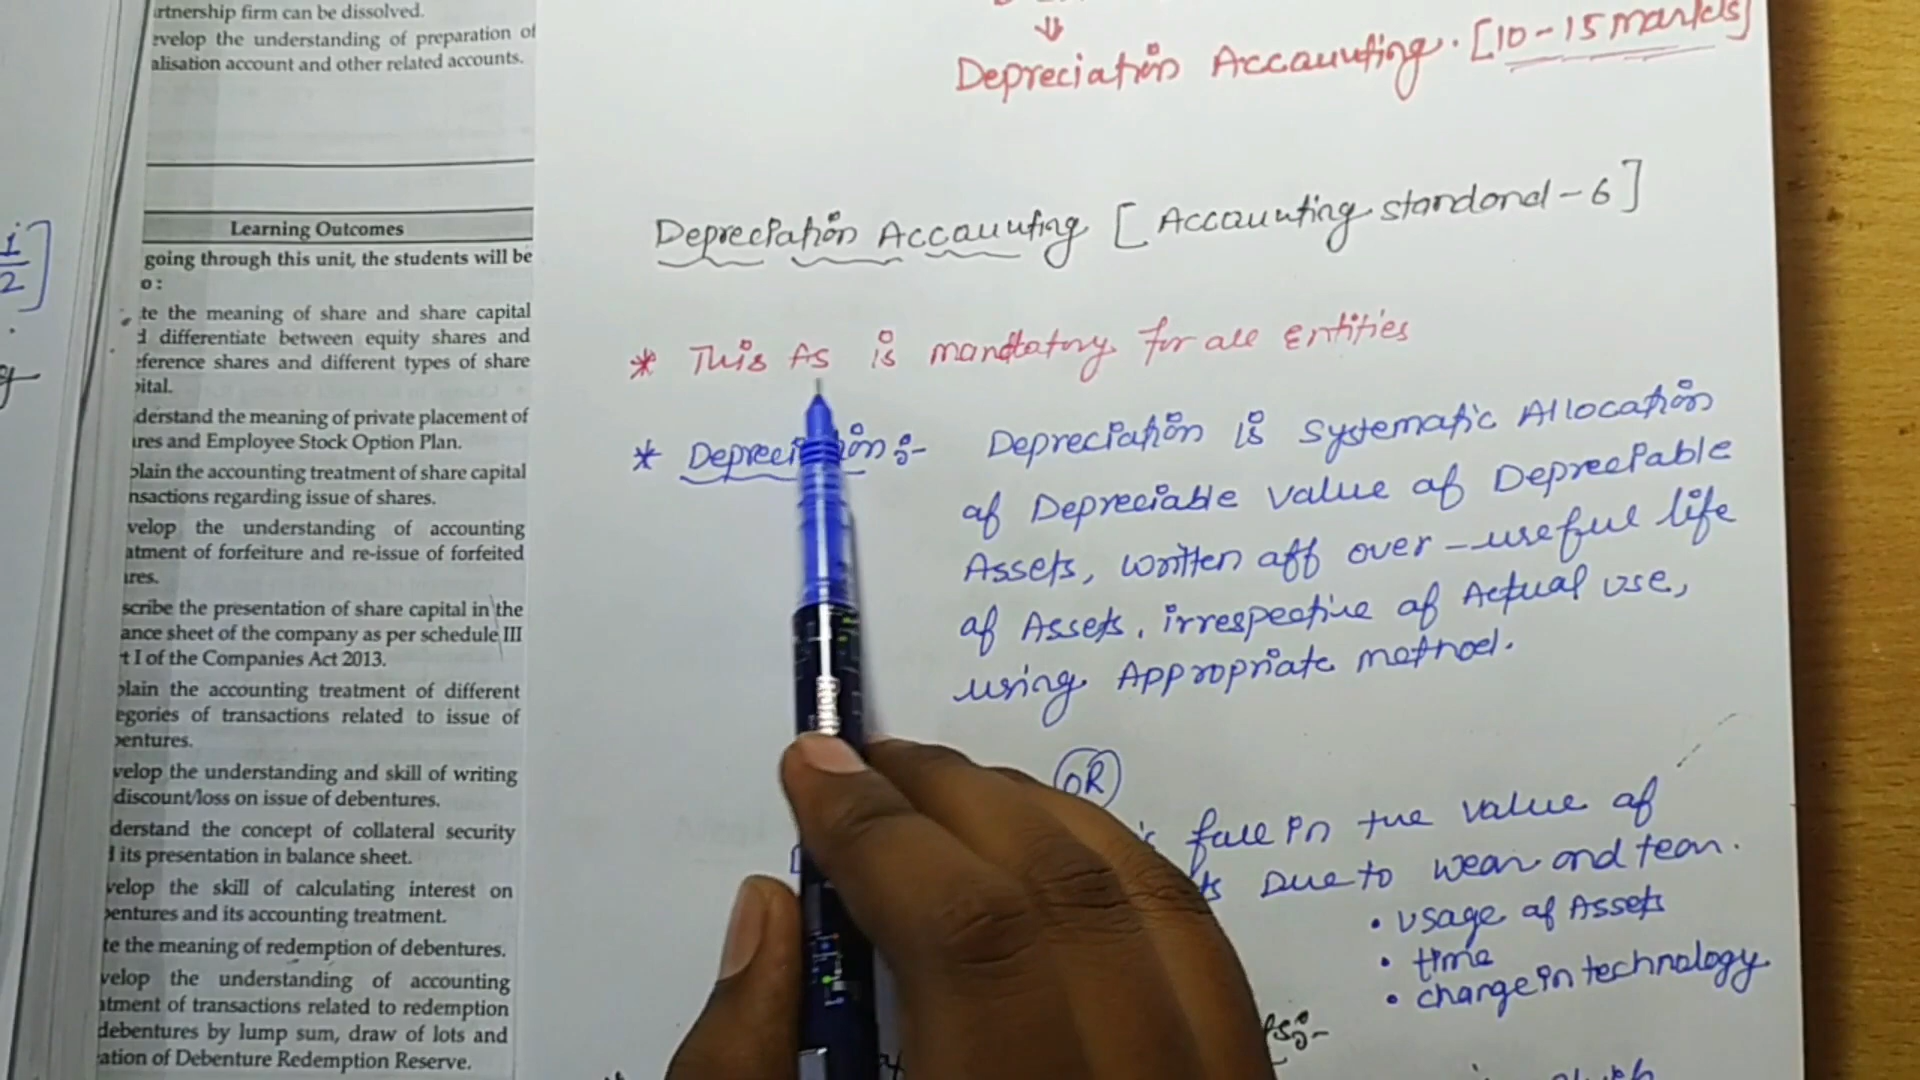 rtnership firm can be dissolved.
evelop the understanding of preparation of
alisation account and other related accounts.
Learning Outcomes
going through this unit, the students will be
o:
te the meaning of share and share capital
d differentiate between equity shares and
eference shares and different types of share
pital.
derstand the meaning of private placement of
ares and Employee Stock Option Plan.
plain the accounting treatment of share capital
nsactions regarding issue of shares.
velop the understanding of accounting
atment of forfeiture and re-issue of forfeited
ares.
scribe the presentation of share capital in the
ance sheet of the company as per schedule III
t I of the Companies Act 2013.
plain the accounting treatment of different
egories of transactions related to issue of
bentures.
velop the understanding and skill of writing
discount/loss on issue of debentures.
derstand the concept of collateral security
its presentation in balance sheet.
velop the skill of calculating interest on
bentures and its accounting treatment.
te the meaning of redemption of debentures.
velop the understanding of accounting
atment of transactions related to redemption
debentures by lump sum, draw of lots and
ation of Debenture Redemption Reserve.
1/2]
Depreciation Accounting. [10-15 marks]
Depreciation Accounting [Accounting standard-6]
* This AS is mandatory for all entities
* Depreciation:- Depreciation is Systematic Allocation
of Depreciable value of Depreciable
Assets, written off over useful life
of Assets, irrespective of Actual use,
using Appropriate method.
OR
fall in the value of
Due to wear and tear.
• usage of Assets
• time
• change in technology